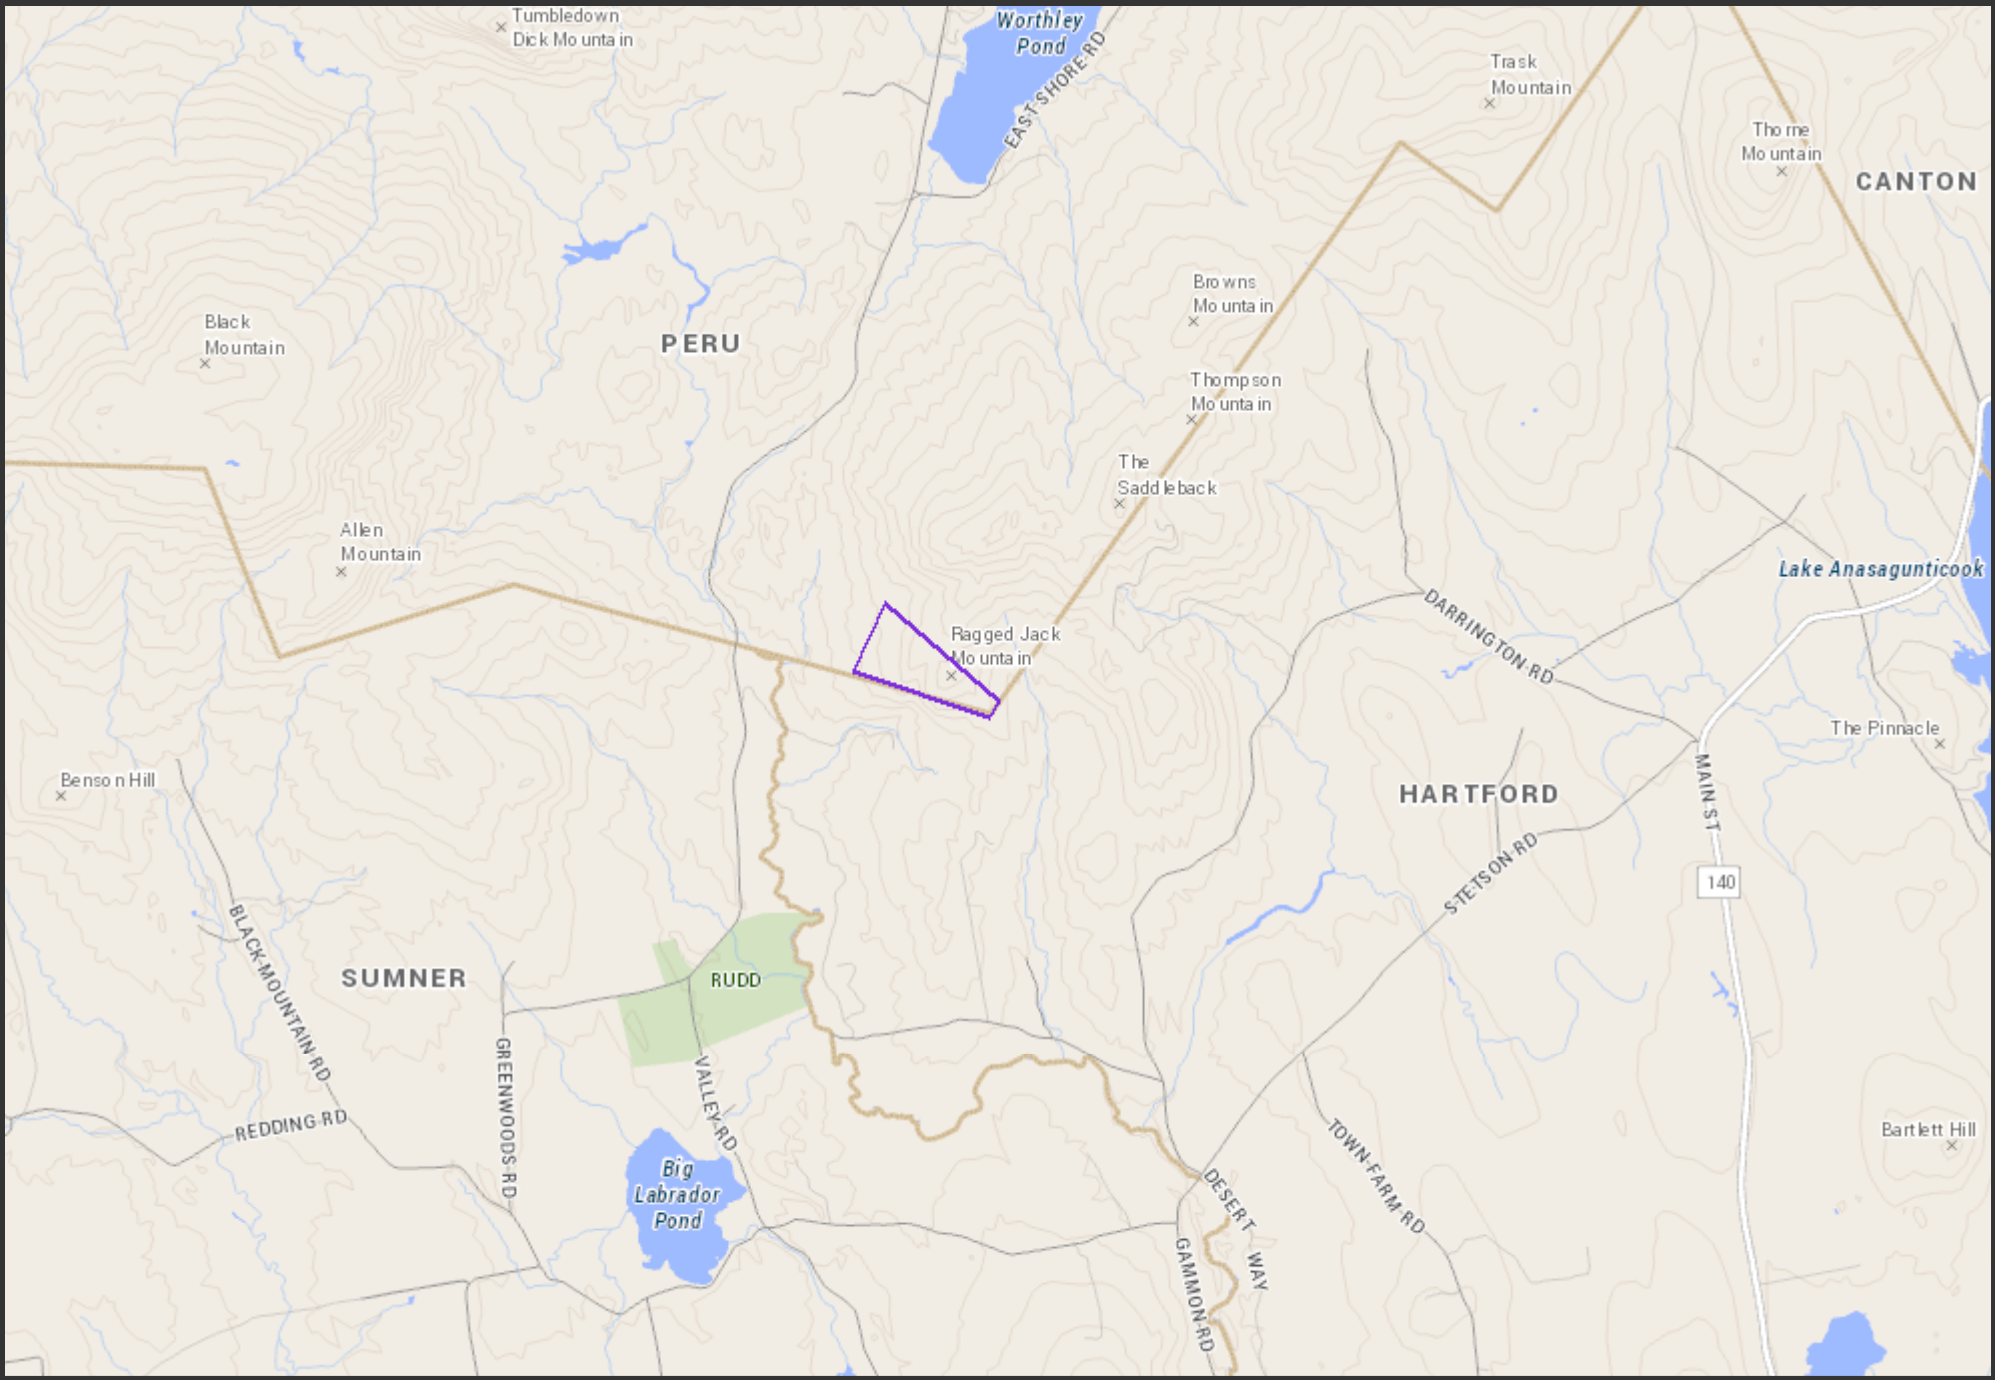 Tumbledown
Dick Mountain
Worthley
Pond
EAST SHORE RD
Trask
Mountain
Thorne
Mountain
CANTON
Browns
Mountain
Black
Mountain
PERU
Thompson
Mountain
The
Saddleback
Allen
Mountain
Lake Anasagunticook
DARRINGTON RD
Ragged Jack
Mountain
The Pinnacle
Benson Hill
HARTFORD
MAIN ST
STETSON RD
140
BLACK MOUNTAIN RD
SUMNER
RUDD
GREENWOODS RD
VALLEY RD
REDDING RD
TOWN FARM RD
Bartlett Hill
Big
Labrador
Pond
DESERT WAY
GAMMON RD